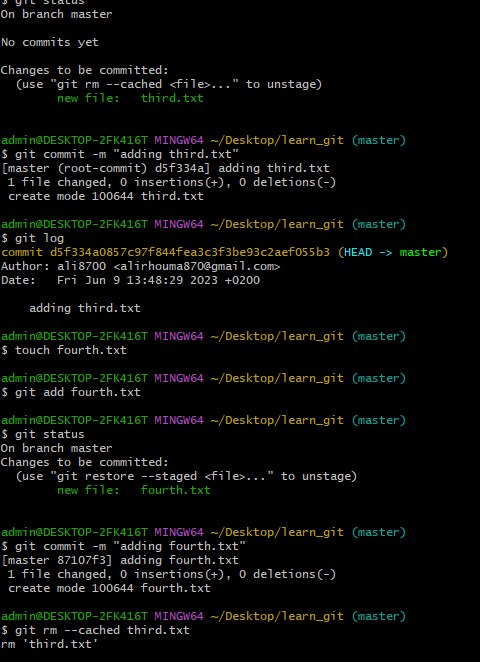 $ git status
On branch master
No commits yet
Changes to be committed:
  (use "git rm --cached <file>..." to unstage)
        new file:   third.txt
admin@DESKTOP-2FK416T MINGW64 ~/Desktop/learn_git (master)
$ git commit -m "adding third.txt"
[master (root-commit) d5f334a] adding third.txt
 1 file changed, 0 insertions(+), 0 deletions(-)
 create mode 100644 third.txt
admin@DESKTOP-2FK416T MINGW64 ~/Desktop/learn_git (master)
$ git log
commit d5f334a0857c97f844fea3c3f3be93c2aef055b3 (HEAD -> master)
Author: ali8700 <alirhouma870@gmail.com>
Date:   Fri Jun 9 13:48:29 2023 +0200
    adding third.txt
admin@DESKTOP-2FK416T MINGW64 ~/Desktop/learn_git (master)
$ touch fourth.txt
admin@DESKTOP-2FK416T MINGW64 ~/Desktop/learn_git (master)
$ git add fourth.txt
admin@DESKTOP-2FK416T MINGW64 ~/Desktop/learn_git (master)
$ git status
On branch master
Changes to be committed:
  (use "git restore --staged <file>..." to unstage)
        new file:   fourth.txt
admin@DESKTOP-2FK416T MINGW64 ~/Desktop/learn_git (master)
$ git commit -m "adding fourth.txt"
[master 87107f3] adding fourth.txt
 1 file changed, 0 insertions(+), 0 deletions(-)
 create mode 100644 fourth.txt
admin@DESKTOP-2FK416T MINGW64 ~/Desktop/learn_git (master)
$ git rm --cached third.txt
rm 'third.txt'